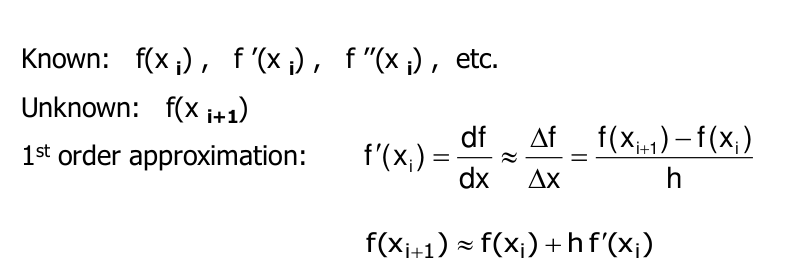 Known: f(x i) , f ′(x i) , f ″(x i) , etc.
Unknown: f(x i+1)
1st order approximation: f′(xᵢ) = df/dx ≈ Δf/Δx = (f(xᵢ₊₁) − f(xᵢ))/h
f(xᵢ₊₁) ≈ f(xᵢ) + h f′(xᵢ)